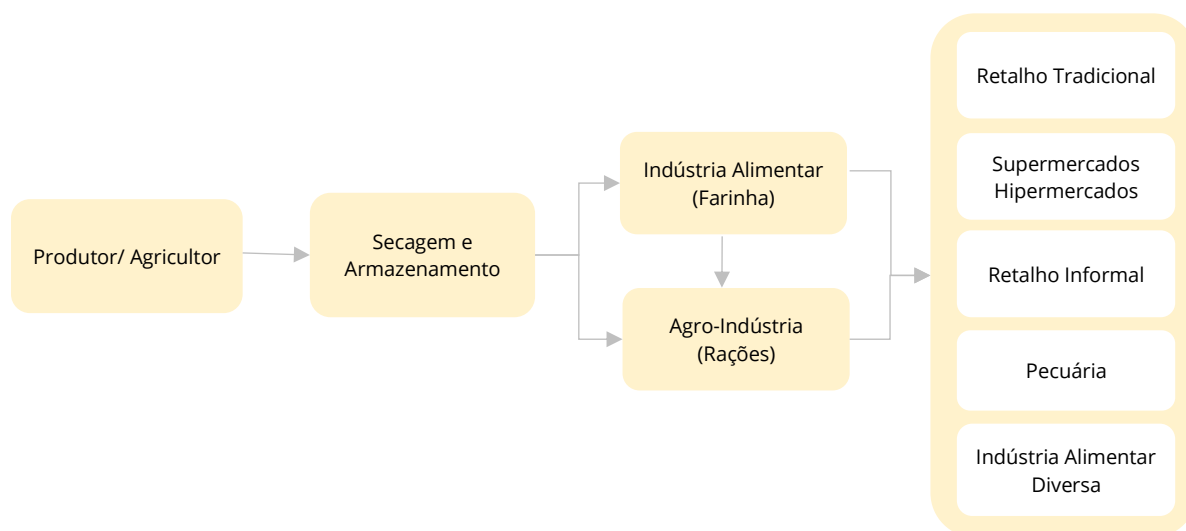 Produtor/ Agricultor
Secagem e
Armazenamento
Indústria Alimentar
(Farinha)
Agro-Indústria
(Rações)
Retalho Tradicional
Supermercados
Hipermercados
Retalho Informal
Pecuária
Indústria Alimentar
Diversa